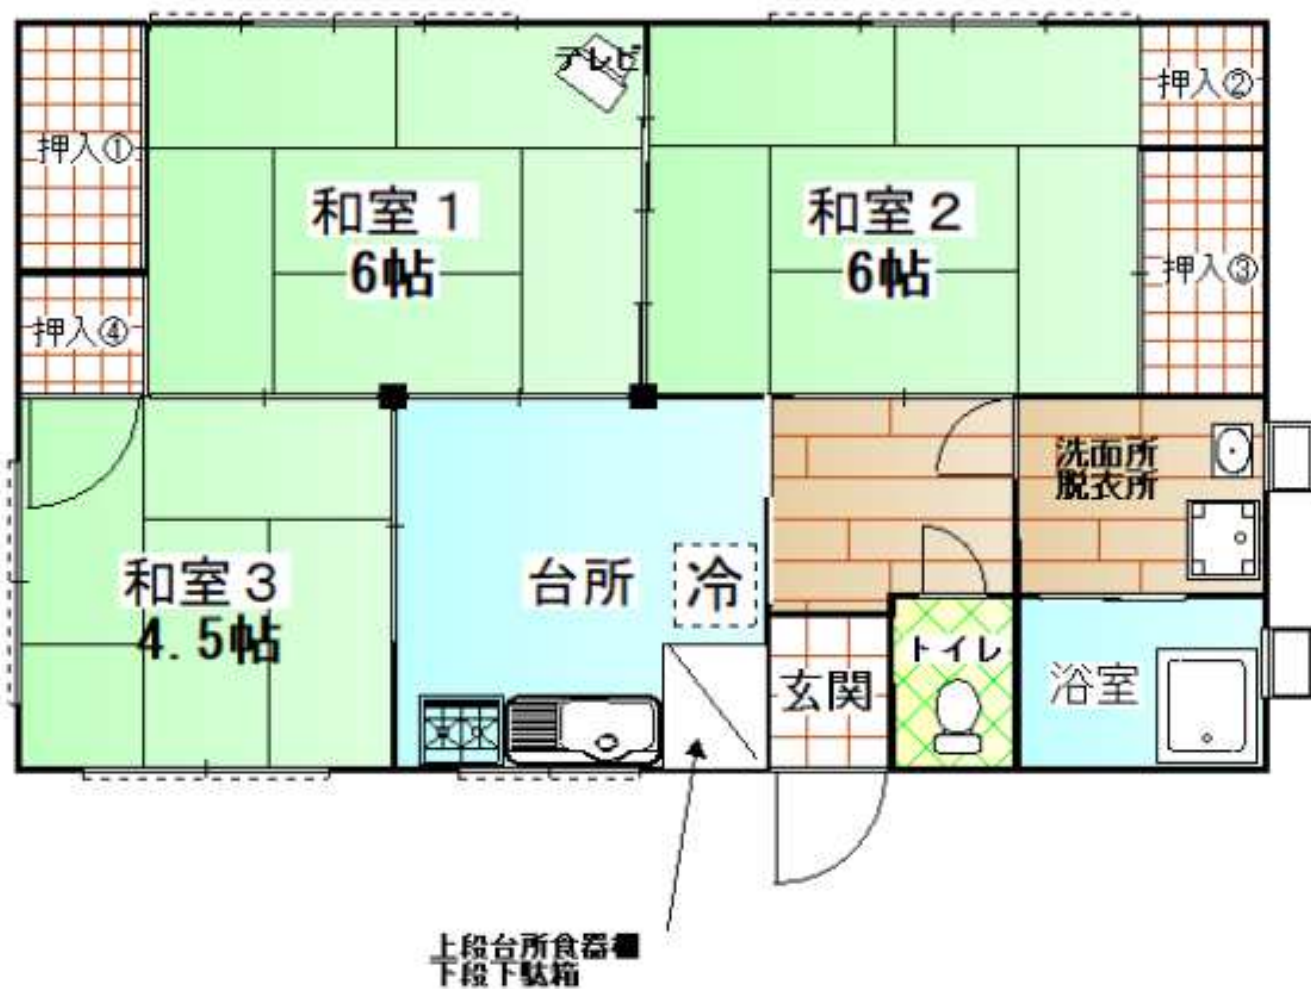 テレビ
押入①
押入②
和室１
6帖
和室２
6帖
押入③
押入④
洗面所
脱衣所
和室３
4.5帖
台所
冷
トイレ
玄関
浴室
上段台所食器棚
下段下駄箱